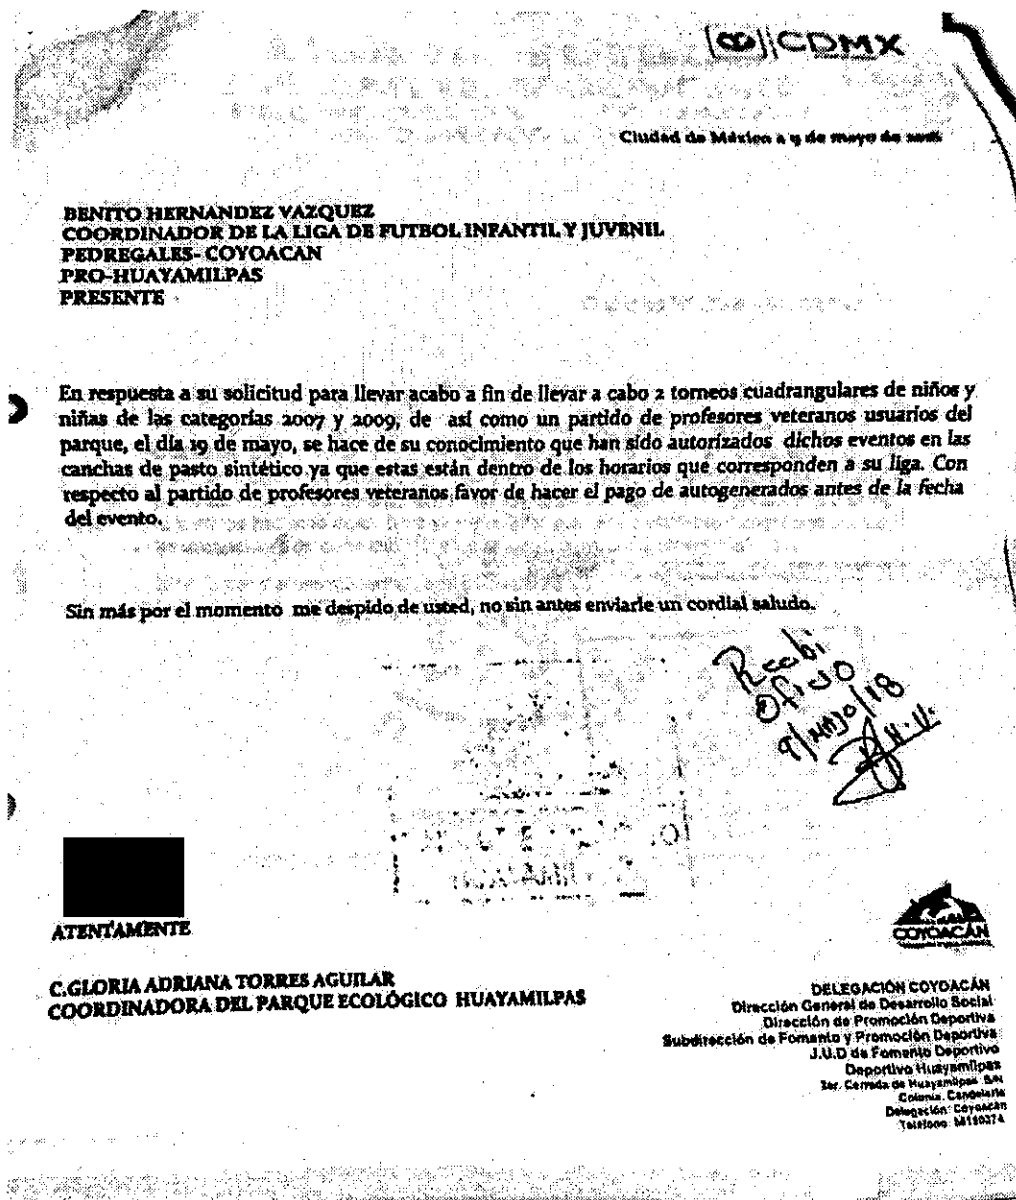 CDMX
Ciudad de México a 9 de mayo de
BENITO HERNANDEZ VAZQUEZ
COORDINADOR DE LA LIGA DE FUTBOL INFANTIL Y JUVENIL
PEDREGALES- COYOACAN
PRO-HUAYAMILPAS
PRESENTE
En respuesta a su solicitud para llevar acabo a fin de llevar a cabo 2 torneos cuadrangulares de niños y
niñas de las categorías 2007 y 2009, de así como un partido de profesores veteranos usuarios del
parque, el día 19 de mayo, se hace de su conocimiento que han sido autorizados dichos eventos en las
canchas de pasto sintético ya que estas están dentro de los horarios que corresponden a su liga. Con
respecto al partido de profesores veteranos favor de hacer el pago de autogenerados antes de la fecha
del evento.
Sin más por el momento me despido de usted, no sin antes enviarle un cordial saludo.
Recibi
Oficio
9/mayo/18
ATENTAMENTE
C.GLORIA ADRIANA TORRES AGUILAR
COORDINADORA DEL PARQUE ECOLÓGICO HUAYAMILPAS
COYOACÁN
DELEGACIÓN COYOACÁN
Dirección General de Desarrollo Social
Dirección de Promoción Deportiva
Subdirección de Fomento y Promoción Deportiva
J.U.D de Fomento Deportivo
Deportivo Huayamilpas
3er. Cerrada de Huayamilpas S/N
Colonia. Candelaria
Delegación: Coyoacán
Teléfono: